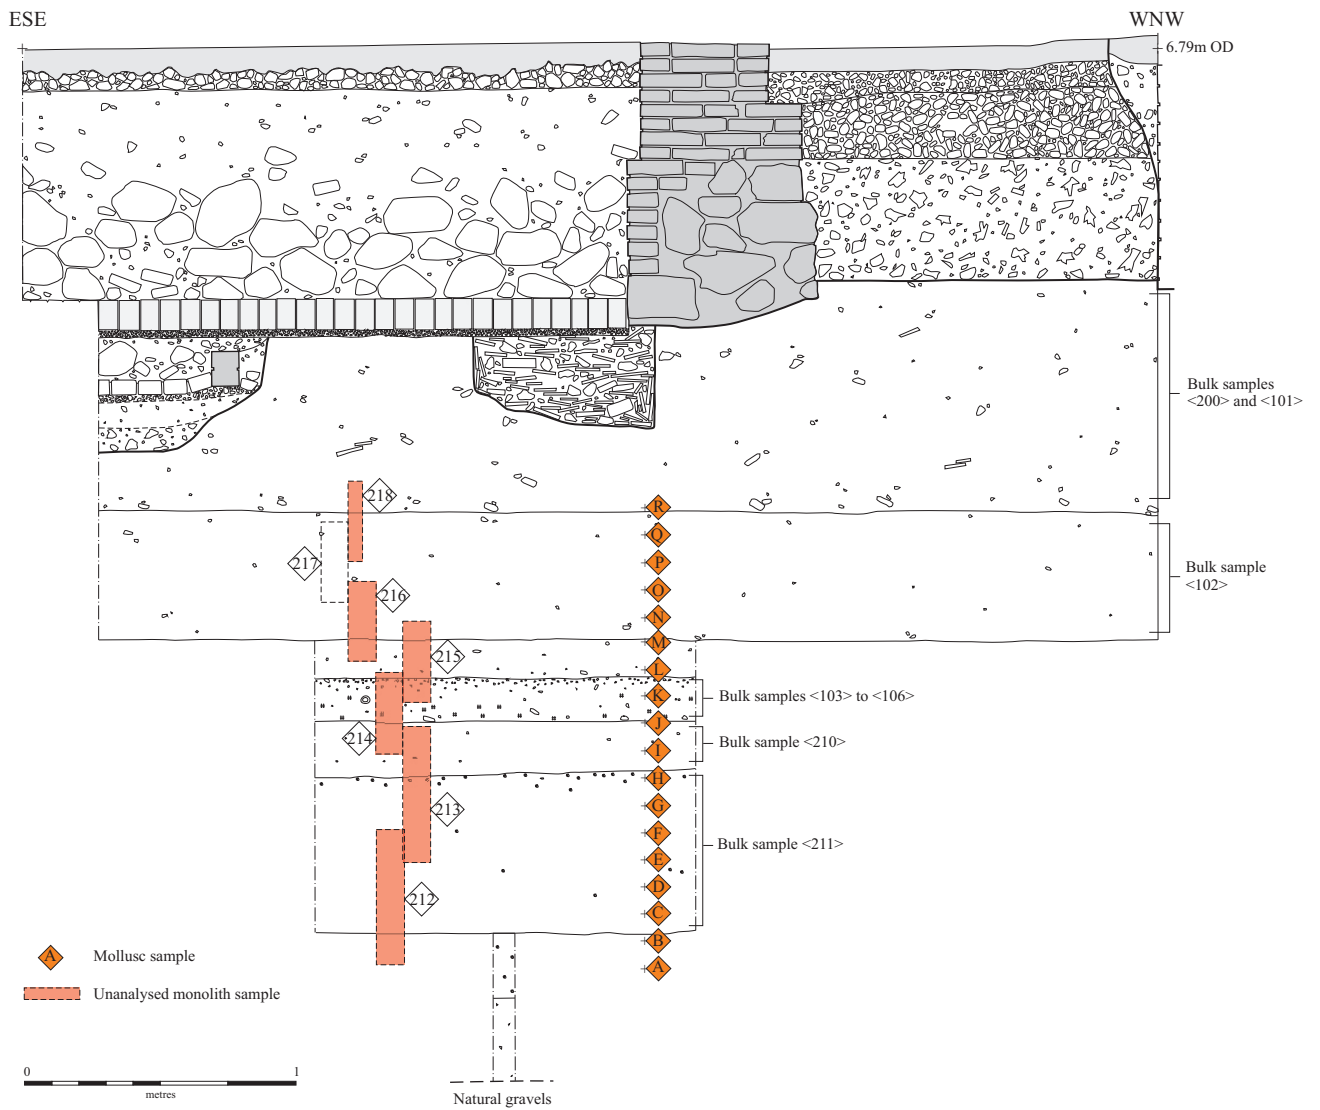 ESE
WNW
6.79m OD
Bulk samples
<200> and <101>
218
R
Q
217
P
Bulk sample
<102>
216
O
N
M
215
L
K
Bulk samples <103> to <106>
J
214
I
Bulk sample <210>
H
213
G
F
Bulk sample <211>
E
D
212
C
B
A
A
Mollusc sample
Unanalysed monolith sample
0
1
metres
Natural gravels